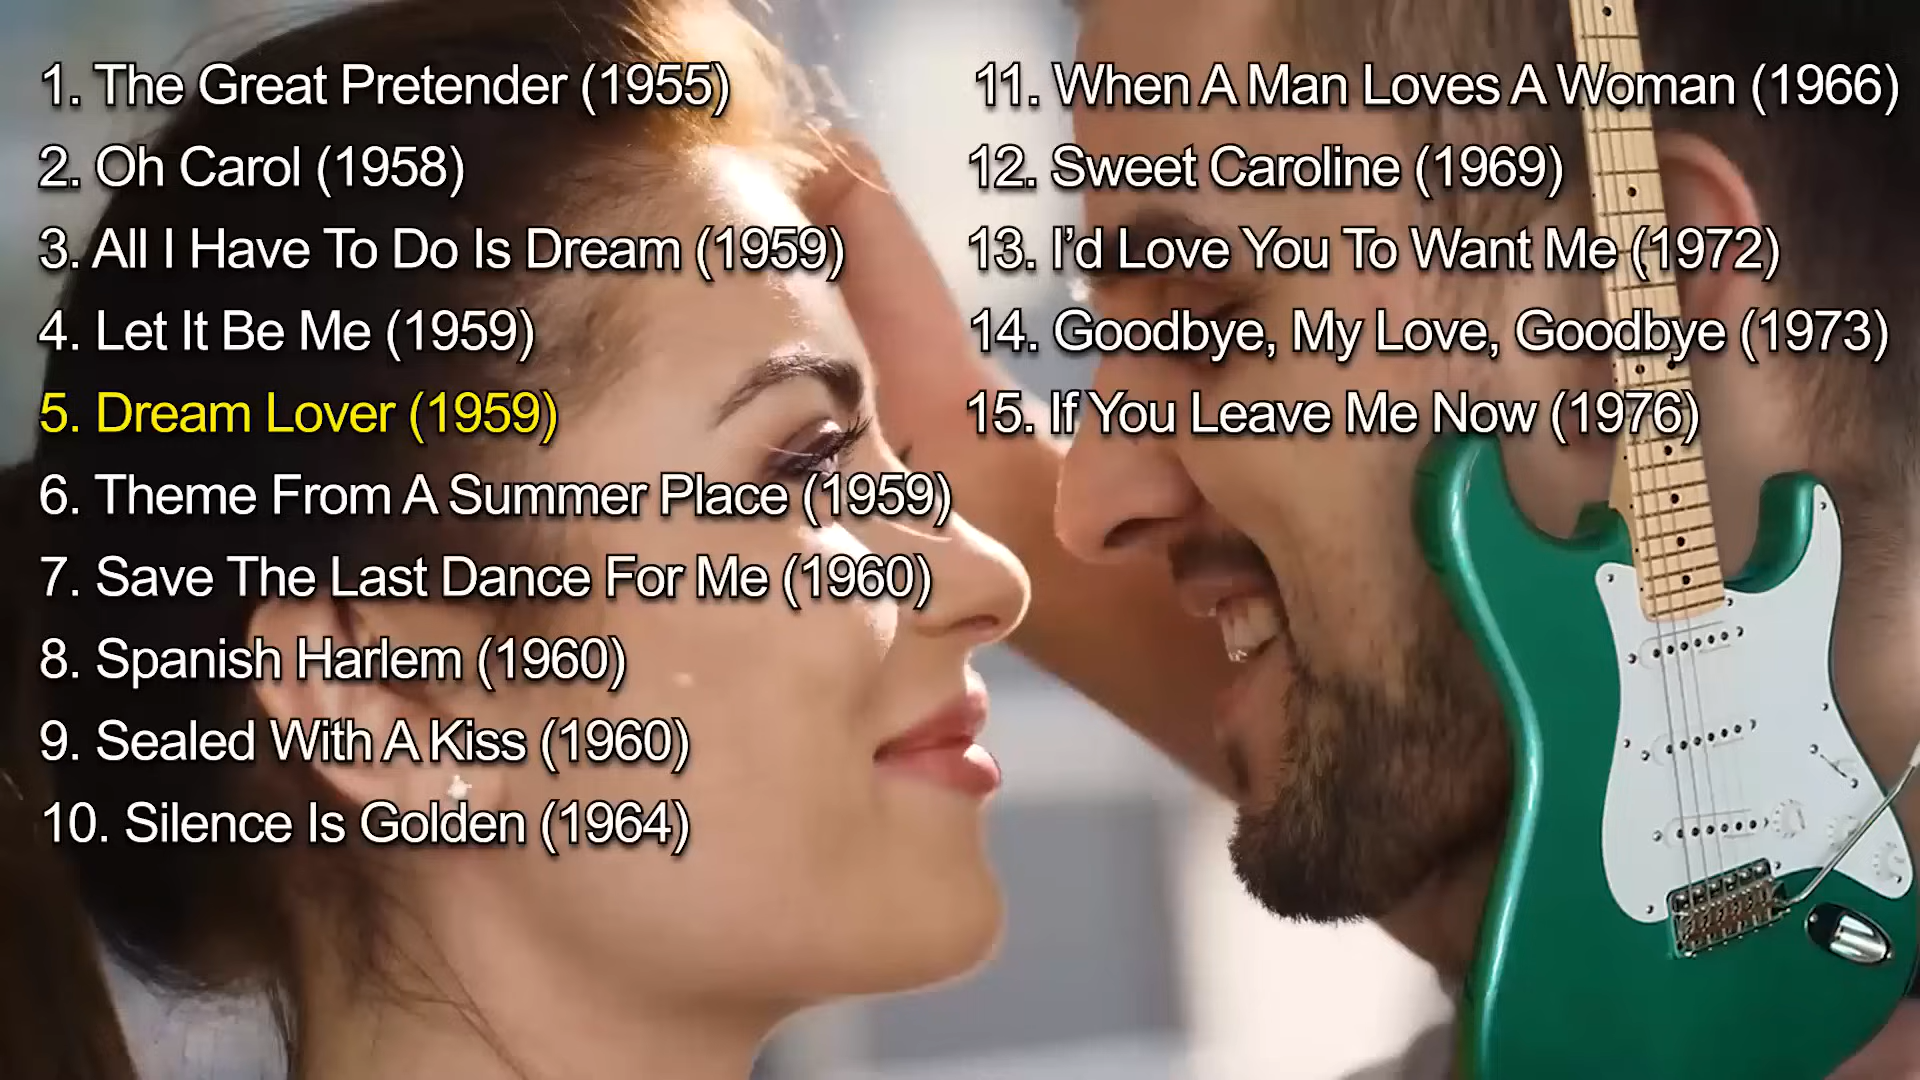 1. The Great Pretender (1955)
2. Oh Carol (1958)
3. All I Have To Do Is Dream (1959)
4. Let It Be Me (1959)
5. Dream Lover (1959)
6. Theme From A Summer Place (1959)
7. Save The Last Dance For Me (1960)
8. Spanish Harlem (1960)
9. Sealed With A Kiss (1960)
10. Silence Is Golden (1964)
11. When A Man Loves A Woman (1966)
12. Sweet Caroline (1969)
13. I’d Love You To Want Me (1972)
14. Goodbye, My Love, Goodbye (1973)
15. If You Leave Me Now (1976)